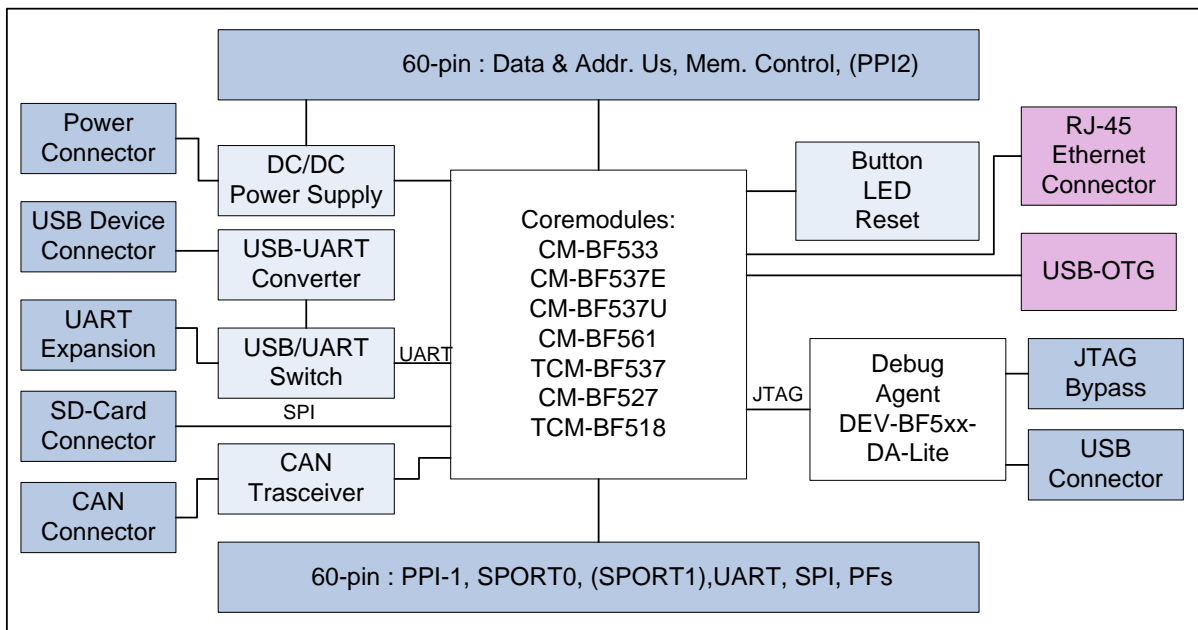 60-pin : Data & Addr. Us, Mem. Control, (PPI2)
Power
Connector
DC/DC
Power Supply
USB Device
Connector
USB-UART
Converter
UART
Expansion
USB/UART
Switch
UART
SD-Card
Connector
SPI
CAN
Connector
CAN
Trasceiver
Coremodules:
CM-BF533
CM-BF537E
CM-BF537U
CM-BF561
TCM-BF537
CM-BF527
TCM-BF518
Button
LED
Reset
RJ-45
Ethernet
Connector
USB-OTG
JTAG
Debug
Agent
DEV-BF5xx-
DA-Lite
JTAG
Bypass
USB
Connector
60-pin : PPI-1, SPORT0, (SPORT1),UART, SPI, PFs